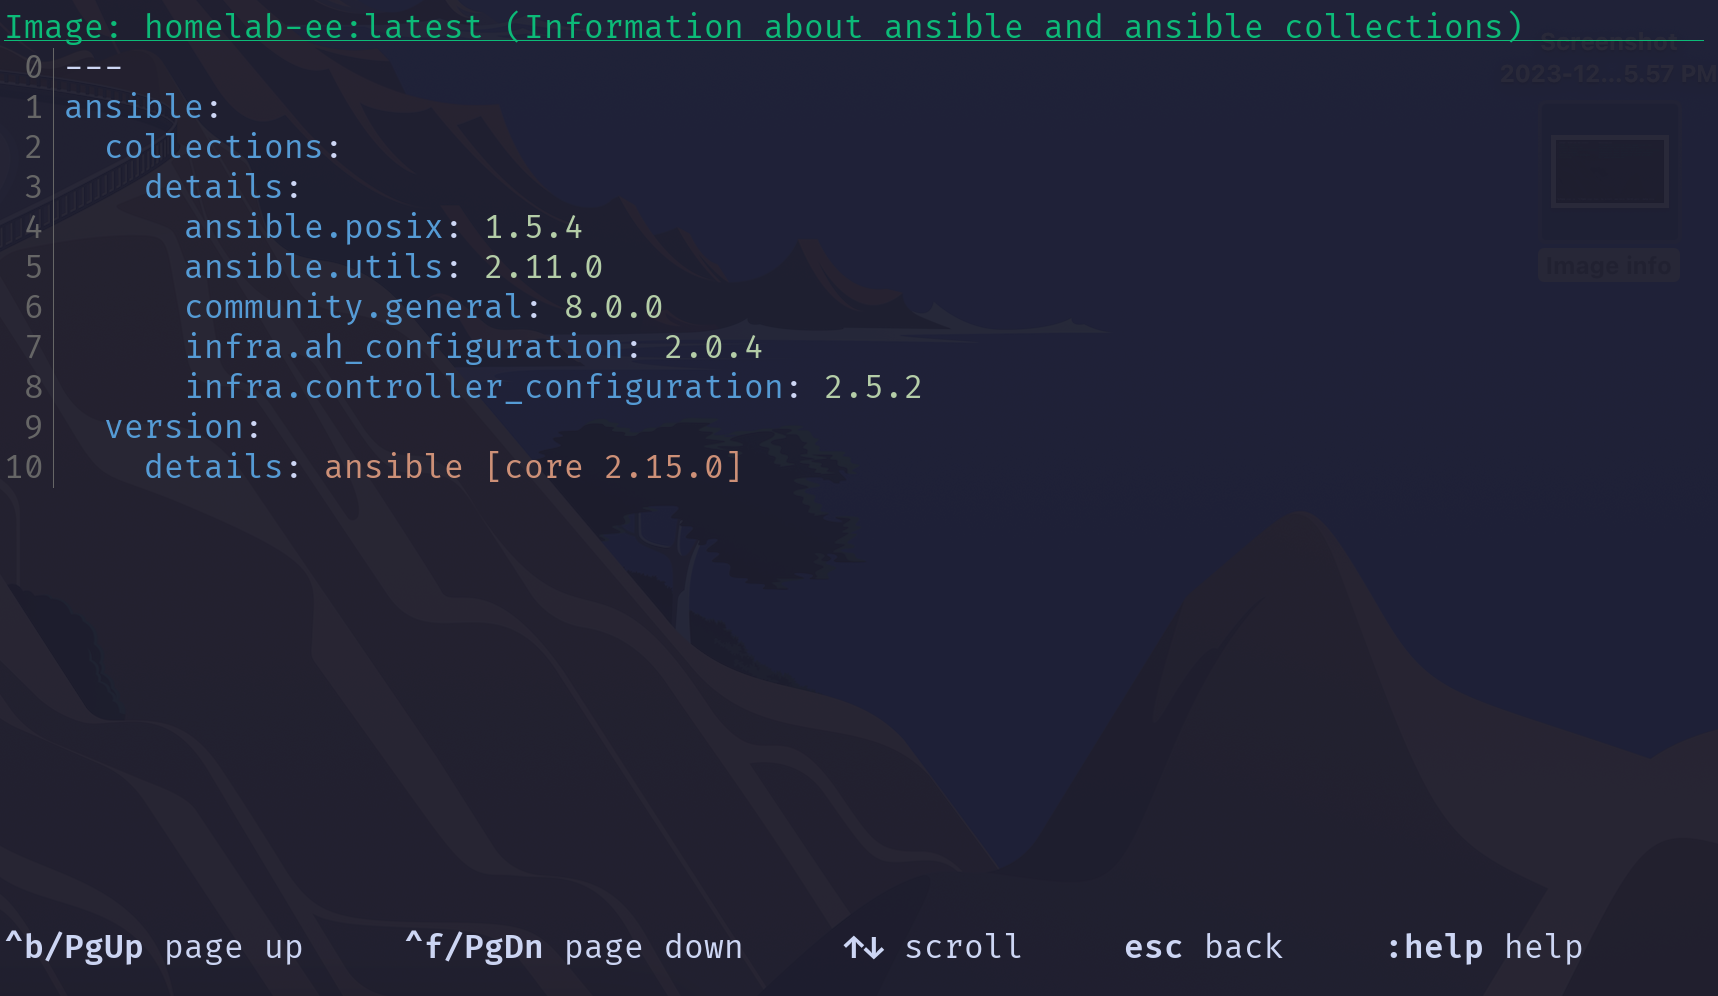 Image: homelab-ee:latest (Information about ansible and ansible collections)
Screenshot
2023-12...5.57 PM
0 ---
1 ansible:
2   collections:
3     details:
4       ansible.posix: 1.5.4
5       ansible.utils: 2.11.0
Image info
6       community.general: 8.0.0
7       infra.ah_configuration: 2.0.4
8       infra.controller_configuration: 2.5.2
9   version:
10     details: ansible [core 2.15.0]
^b/PgUp page up ^f/PgDn page down ↑↓ scroll esc back :help help